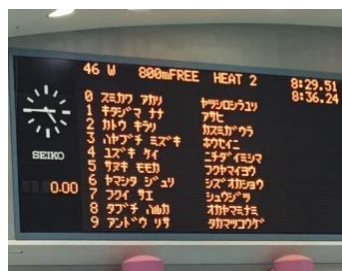 46 W 800mFREE HEAT 2 8:29.51
8:36.24
0 スミカワ アカリ ヤツシロシラユリ
1 キタジマ ナナ アサヒ
2 カトウ キラリ カスミガウラ
3 ハヤブチ ミズキ ホウセイニ
4 ユズキ ケイ ニチダイミシマ
5 サヌキ モモカ フクヤマイヨウ
6 ヤマシタ ジュリ シズオカショウ
7 フクイ サエ シュウジツ
8 タブチ ハルカ オカヤマミナミ
9 アンドウ リサ タカマツコウゲ
SEIKO
0.00